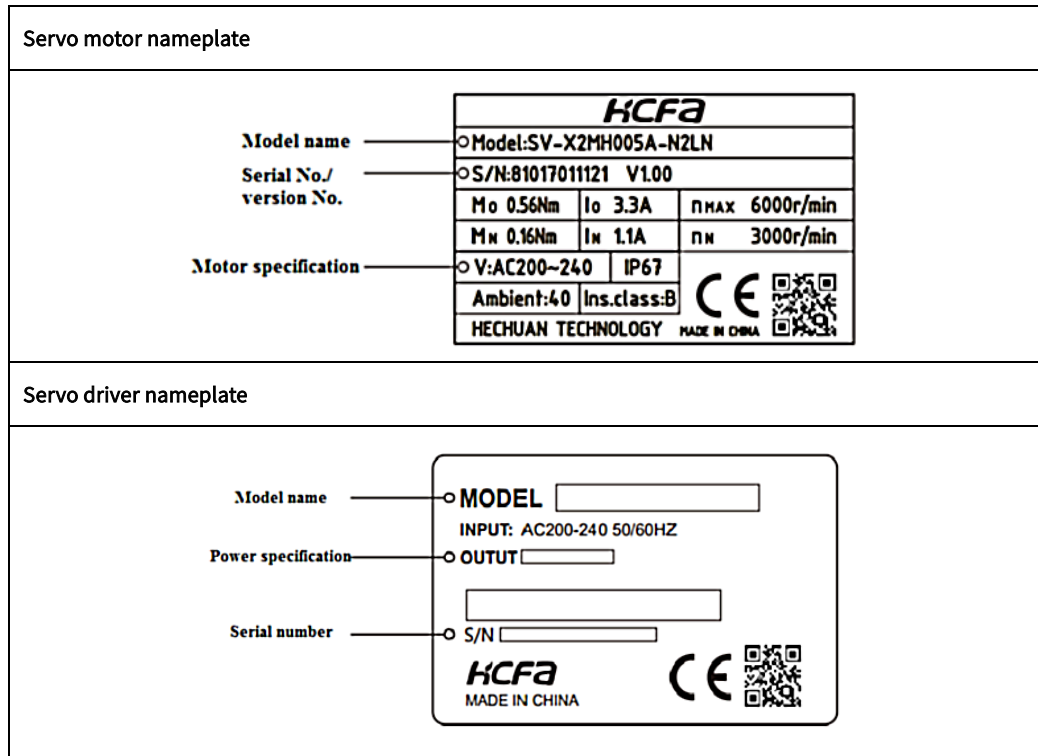 Servo motor nameplate
HCFa
Model name
Model:SV-X2MH005A-N2LN
Serial No./
version No.
S/N:81017011121 V1.00
Mo 0.56Nm Io 3.3A nMAX 6000r/min
MN 0.16Nm IN 1.1A nN 3000r/min
Motor specification
V:AC200~240 IP67
Ambient:40 Ins.class:B
CE
HECHUAN TECHNOLOGY MADE IN CHINA
Servo driver nameplate
Model name
MODEL
INPUT: AC200-240 50/60HZ
Power specification
OUTUT
Serial number
S/N
HCFa
CE
MADE IN CHINA